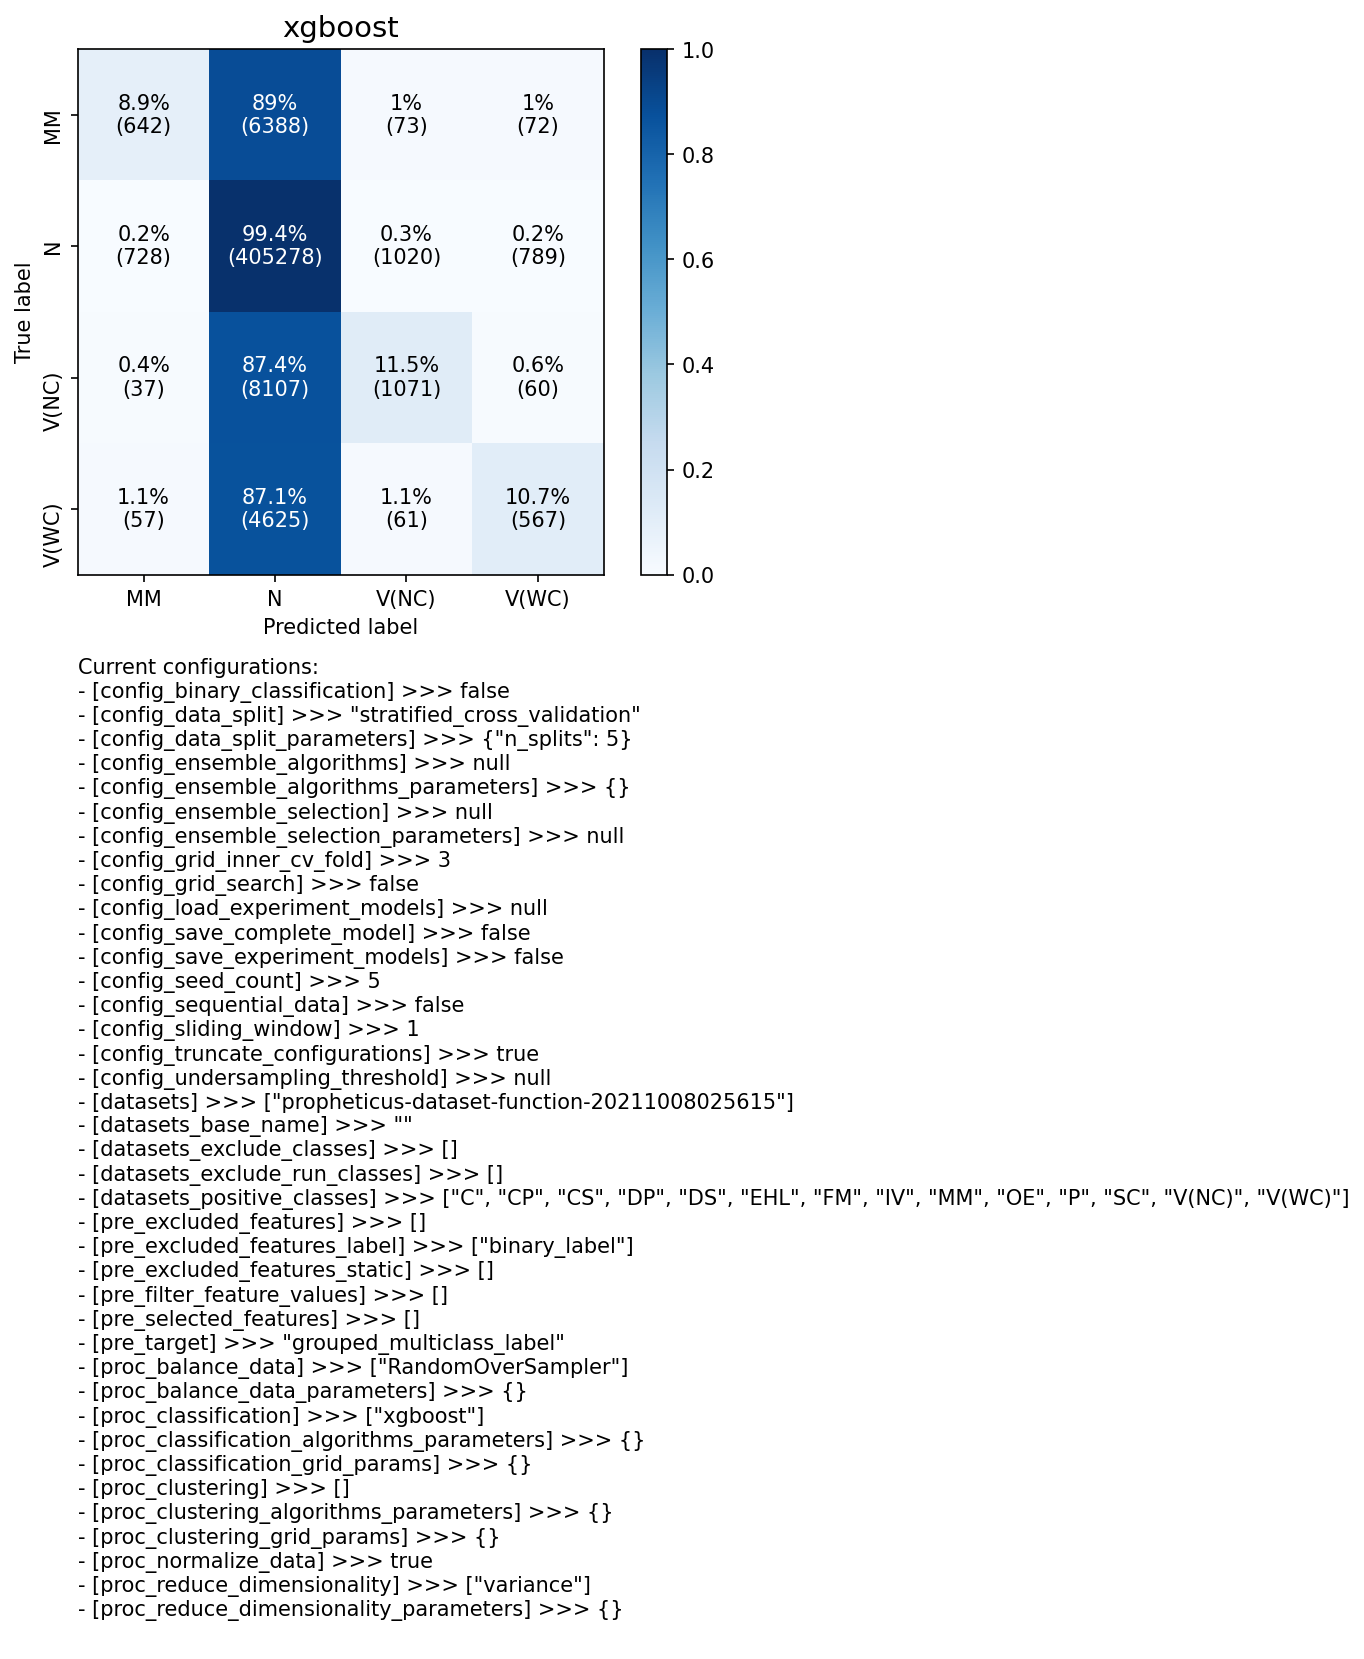 xgboost
8.9% 89% 1% 1%
(642) (6388) (73) (72)
0.2% 99.4% 0.3% 0.2%
(728) (405278) (1020) (789)
0.4% 87.4% 11.5% 0.6%
(37) (8107) (1071) (60)
1.1% 87.1% 1.1% 10.7%
(57) (4625) (61) (567)
MM
N
V(NC)
V(WC)
True label
MM N V(NC) V(WC)
Predicted label
1.0
0.8
0.6
0.4
0.2
0.0
Current configurations:
- [config_binary_classification] >>> false
- [config_data_split] >>> "stratified_cross_validation"
- [config_data_split_parameters] >>> {"n_splits": 5}
- [config_ensemble_algorithms] >>> null
- [config_ensemble_algorithms_parameters] >>> {}
- [config_ensemble_selection] >>> null
- [config_ensemble_selection_parameters] >>> null
- [config_grid_inner_cv_fold] >>> 3
- [config_grid_search] >>> false
- [config_load_experiment_models] >>> null
- [config_save_complete_model] >>> false
- [config_save_experiment_models] >>> false
- [config_seed_count] >>> 5
- [config_sequential_data] >>> false
- [config_sliding_window] >>> 1
- [config_truncate_configurations] >>> true
- [config_undersampling_threshold] >>> null
- [datasets] >>> ["propheticus-dataset-function-20211008025615"]
- [datasets_base_name] >>> ""
- [datasets_exclude_classes] >>> []
- [datasets_exclude_run_classes] >>> []
- [datasets_positive_classes] >>> ["C", "CP", "CS", "DP", "DS", "EHL", "FM", "IV", "MM", "OE", "P", "SC", "V(NC)", "V(WC)"]
- [pre_excluded_features] >>> []
- [pre_excluded_features_label] >>> ["binary_label"]
- [pre_excluded_features_static] >>> []
- [pre_filter_feature_values] >>> []
- [pre_selected_features] >>> []
- [pre_target] >>> "grouped_multiclass_label"
- [proc_balance_data] >>> ["RandomOverSampler"]
- [proc_balance_data_parameters] >>> {}
- [proc_classification] >>> ["xgboost"]
- [proc_classification_algorithms_parameters] >>> {}
- [proc_classification_grid_params] >>> {}
- [proc_clustering] >>> []
- [proc_clustering_algorithms_parameters] >>> {}
- [proc_clustering_grid_params] >>> {}
- [proc_normalize_data] >>> true
- [proc_reduce_dimensionality] >>> ["variance"]
- [proc_reduce_dimensionality_parameters] >>> {}